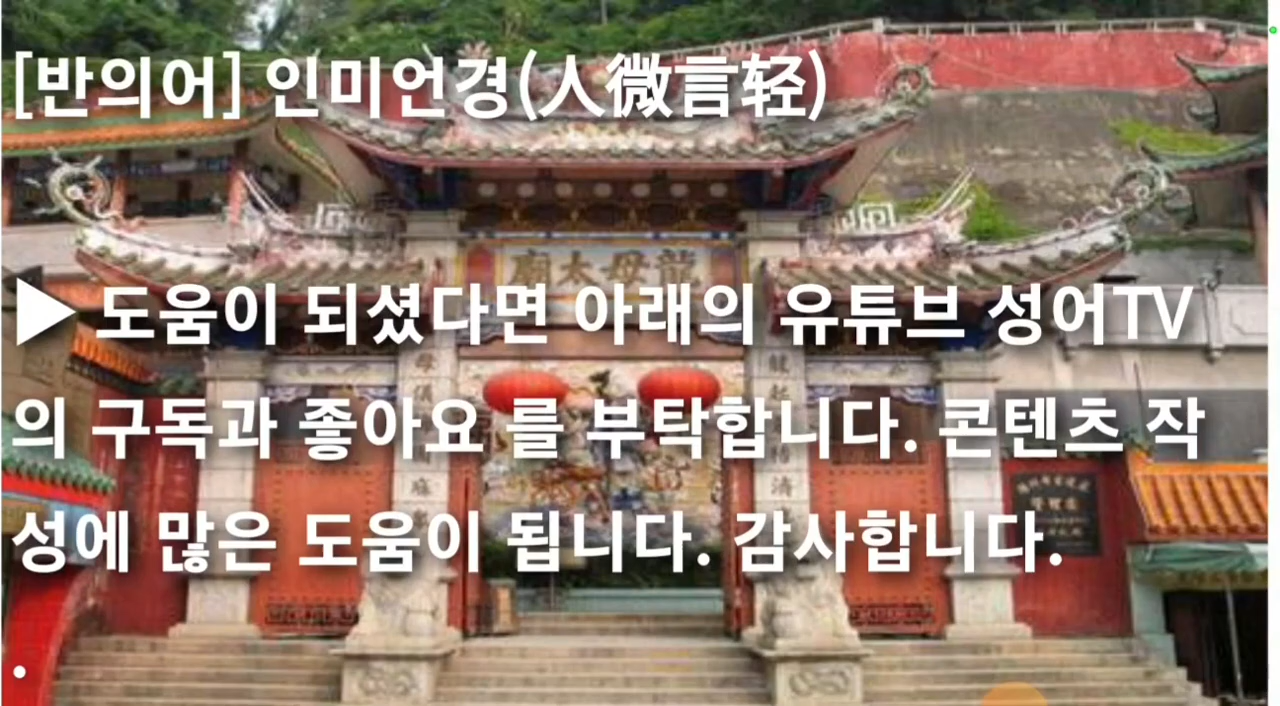 [반의어] 인미언경(人微言轻)
龍母太廟
▶ 도움이 되셨다면 아래의 유튜브 성어TV
의 구독과 좋아요 를 부탁합니다. 콘텐츠 작
성에 많은 도움이 됩니다. 감사합니다.
.